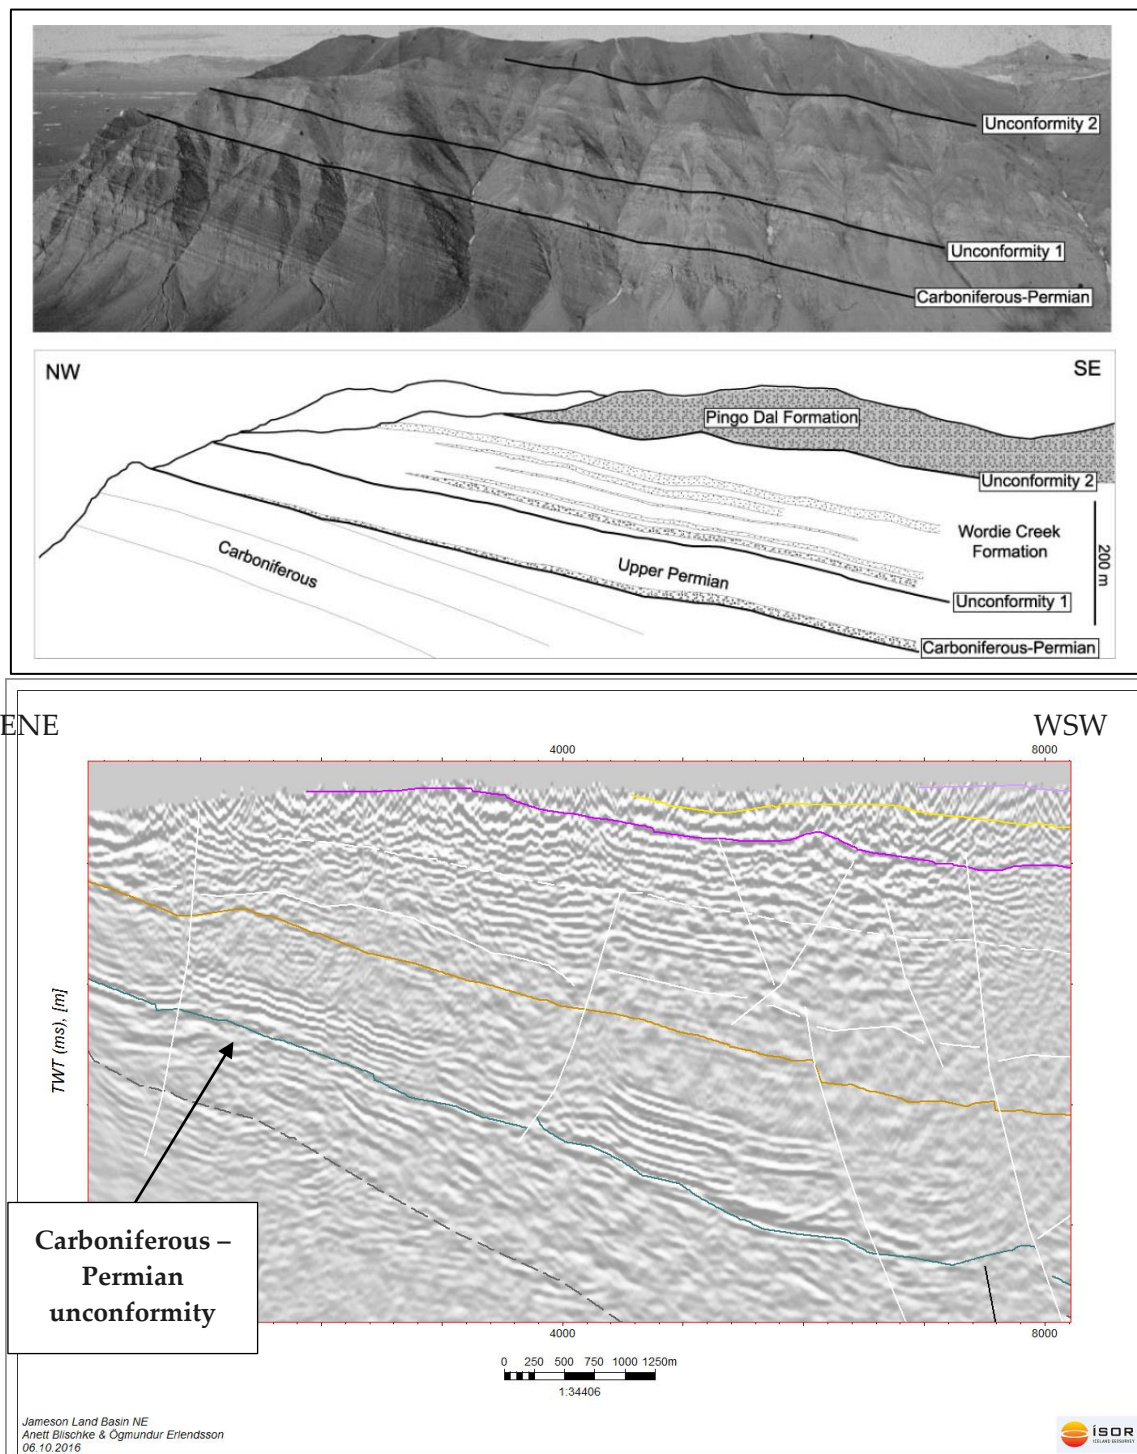 Unconformity 2
Unconformity 1
Carboniferous-Permian
NW
SE
Pingo Dal Formation
Unconformity 2
Wordie Creek
Formation
Carboniferous
Upper Permian
200 m
Unconformity 1
Carboniferous-Permian
ENE
WSW
4000
8000
TWT (ms), [m]
Carboniferous –
Permian
unconformity
4000
8000
0 250 500 750 1000 1250m
1:34406
Jameson Land Basin NE
Anett Blischke & Ögmundur Erlendsson
06.10.2016
ÍSOR
ICELAND GEOSURVEY